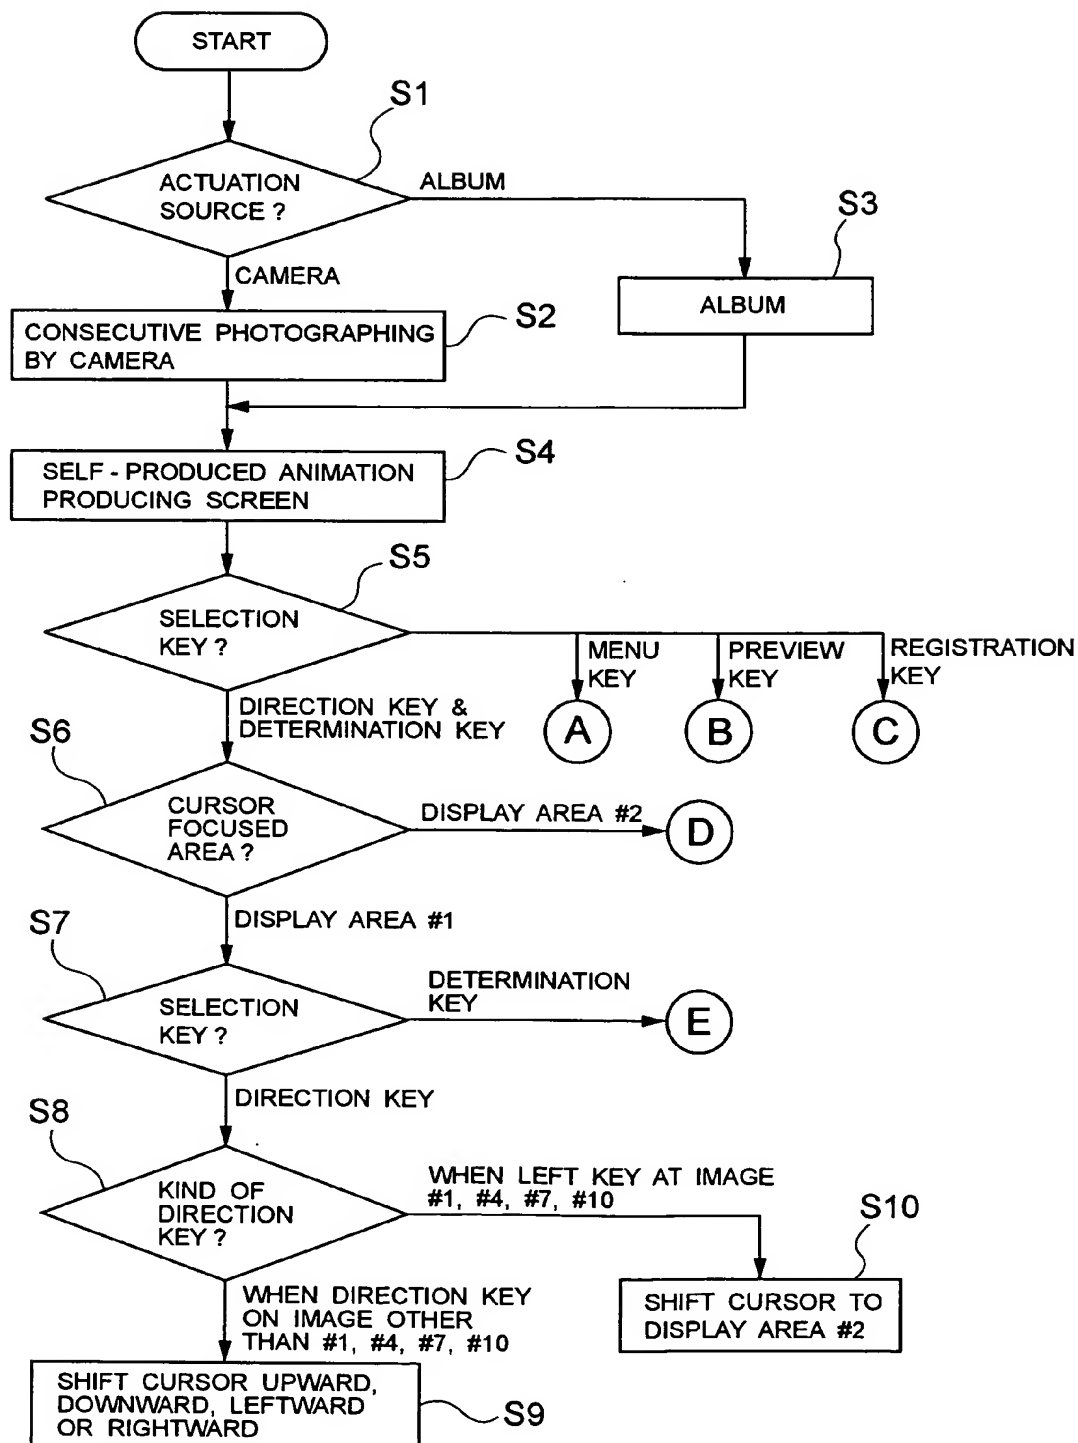 START
S1
ACTUATION
SOURCE ?
ALBUM
S3
CAMERA
ALBUM
S2
CONSECUTIVE PHOTOGRAPHING
BY CAMERA
S4
SELF - PRODUCED ANIMATION
PRODUCING SCREEN
S5
SELECTION
KEY ?
MENU
KEY
PREVIEW
KEY
REGISTRATION
KEY
DIRECTION KEY &
DETERMINATION KEY
A
B
C
S6
CURSOR
FOCUSED
AREA ?
DISPLAY AREA #2
D
DISPLAY AREA #1
S7
SELECTION
KEY ?
DETERMINATION
KEY
E
DIRECTION KEY
S8
KIND OF
DIRECTION
KEY ?
WHEN LEFT KEY AT IMAGE
#1, #4, #7, #10
S10
SHIFT CURSOR TO
DISPLAY AREA #2
WHEN DIRECTION KEY
ON IMAGE OTHER
THAN #1, #4, #7, #10
SHIFT CURSOR UPWARD,
DOWNWARD, LEFTWARD
OR RIGHTWARD
S9